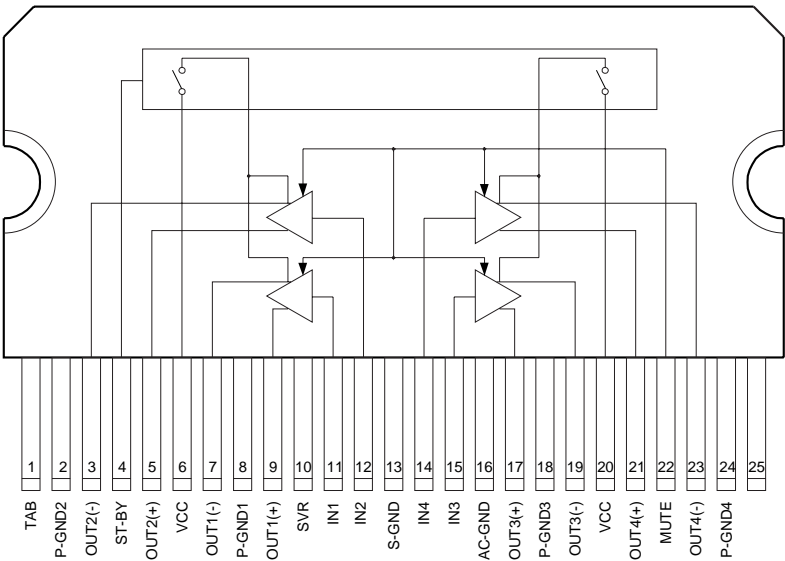 1 2 3 4 5 6 7 8 9 10 11 12 13 14 15 16 17 18 19 20 21 22 23 24 25
TAB
P-GND2
OUT2(-)
ST-BY
OUT2(+)
VCC
OUT1(-)
P-GND1
OUT1(+)
SVR
IN1
IN2
S-GND
IN4
IN3
AC-GND
OUT3(+)
P-GND3
OUT3(-)
VCC
OUT4(+)
MUTE
OUT4(-)
P-GND4